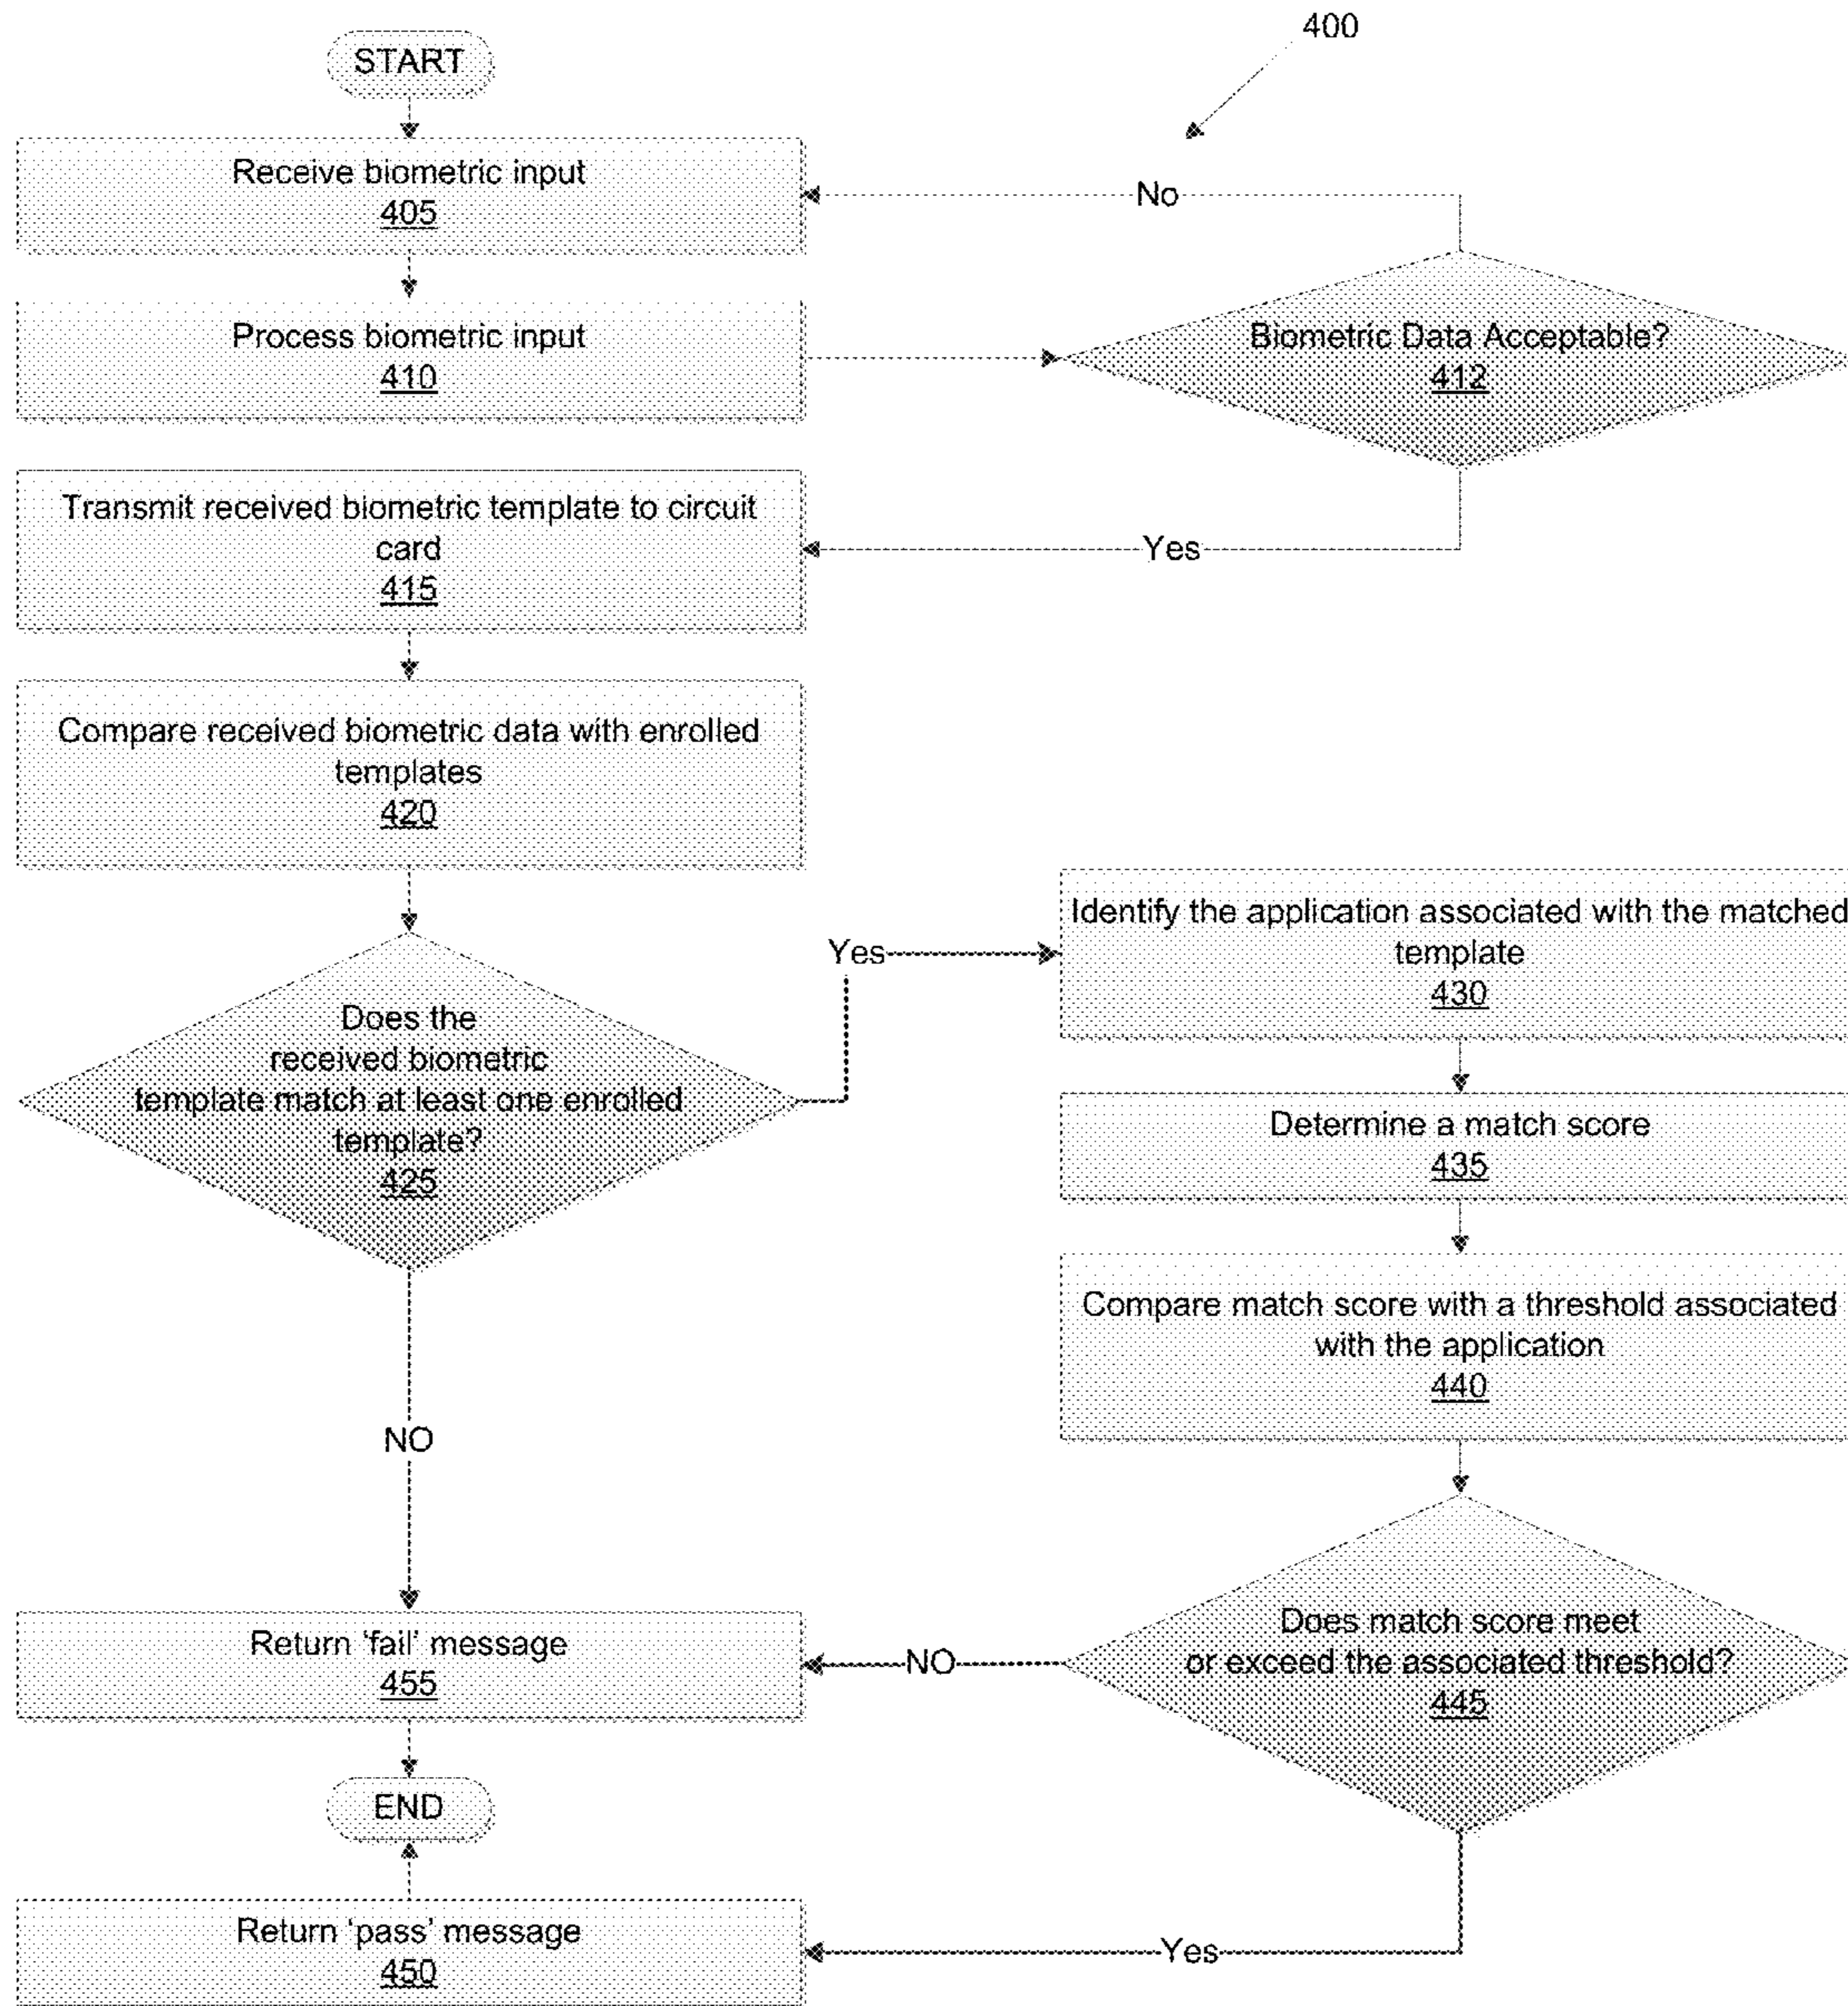 400
START
Receive biometric input
405
No
Process biometric input
410
Biometric Data Acceptable?
412
Transmit received biometric template to circuit
card
415
Yes
Compare received biometric data with enrolled
templates
420
Does the
received biometric
template match at least one enrolled
template?
425
Yes
Identify the application associated with the matched
template
430
Determine a match score
435
Compare match score with a threshold associated
with the application
440
NO
Does match score meet
or exceed the associated threshold?
445
NO
Return ‘fail’ message
455
END
Yes
Return ‘pass’ message
450